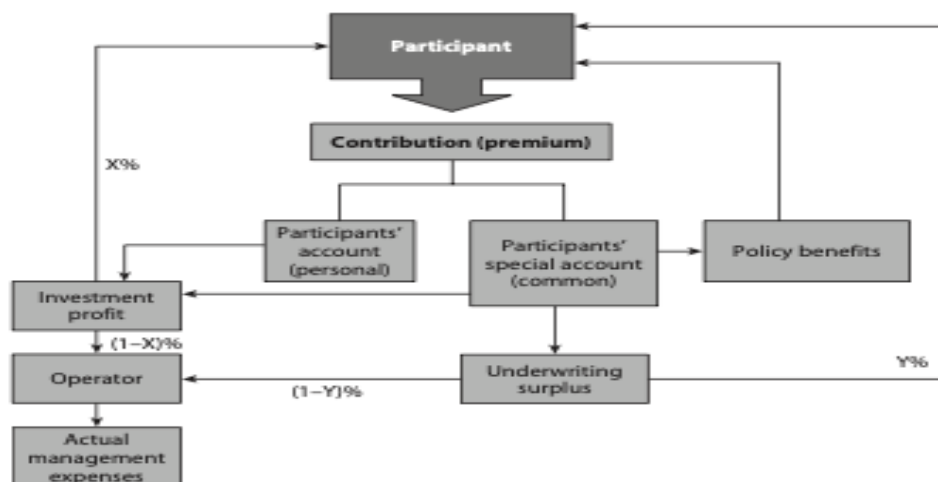 Participant
Contribution (premium)
X%
Participants'
account
(personal)
Participants'
special account
(common)
Policy benefits
Investment
profit
(1–X)%
Operator
Underwriting
surplus
(1–Y)%
Y%
Actual
management
expenses